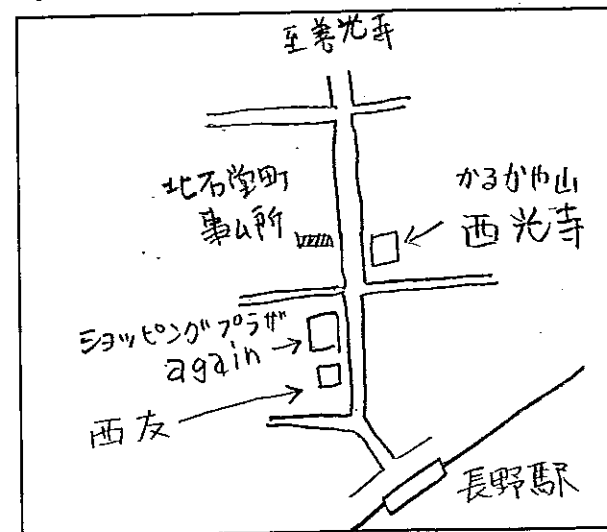 至善光寺
北石堂町
事ム所
かるかや山
西光寺
ショッピングプラザ
again
西友
長野駅